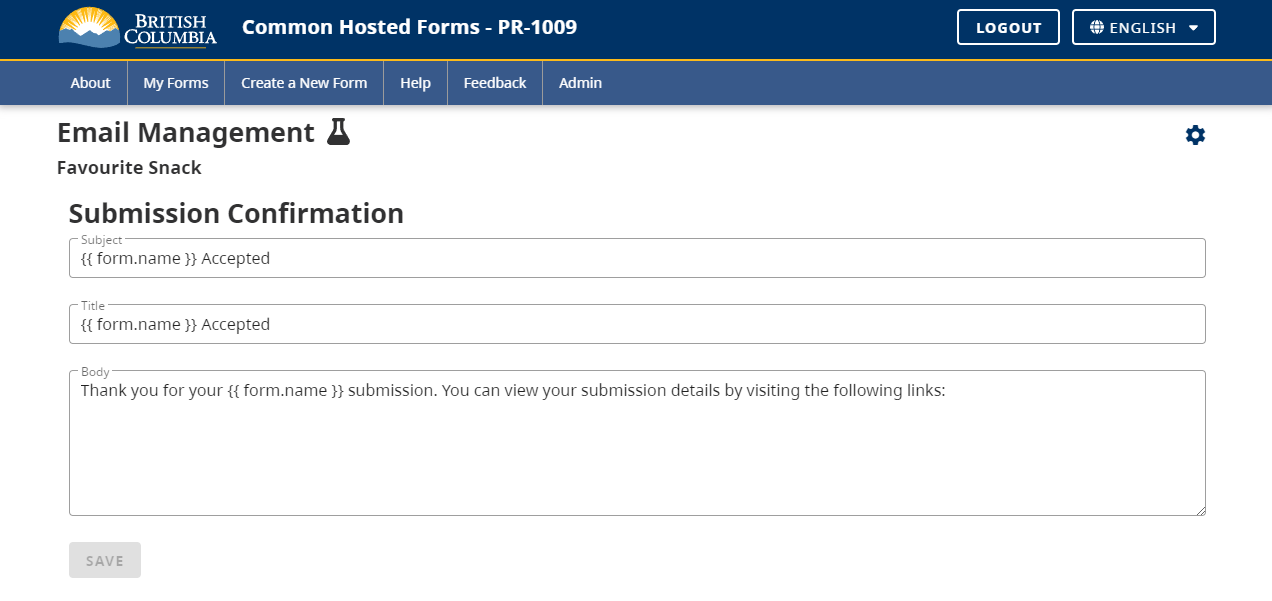 BRITISH
COLUMBIA
Common Hosted Forms - PR-1009
LOGOUT
ENGLISH
About
My Forms
Create a New Form
Help
Feedback
Admin
Email Management
Favourite Snack
Submission Confirmation
Subject
{{ form.name }} Accepted
Title
{{ form.name }} Accepted
Body
Thank you for your {{ form.name }} submission. You can view your submission details by visiting the following links:
SAVE